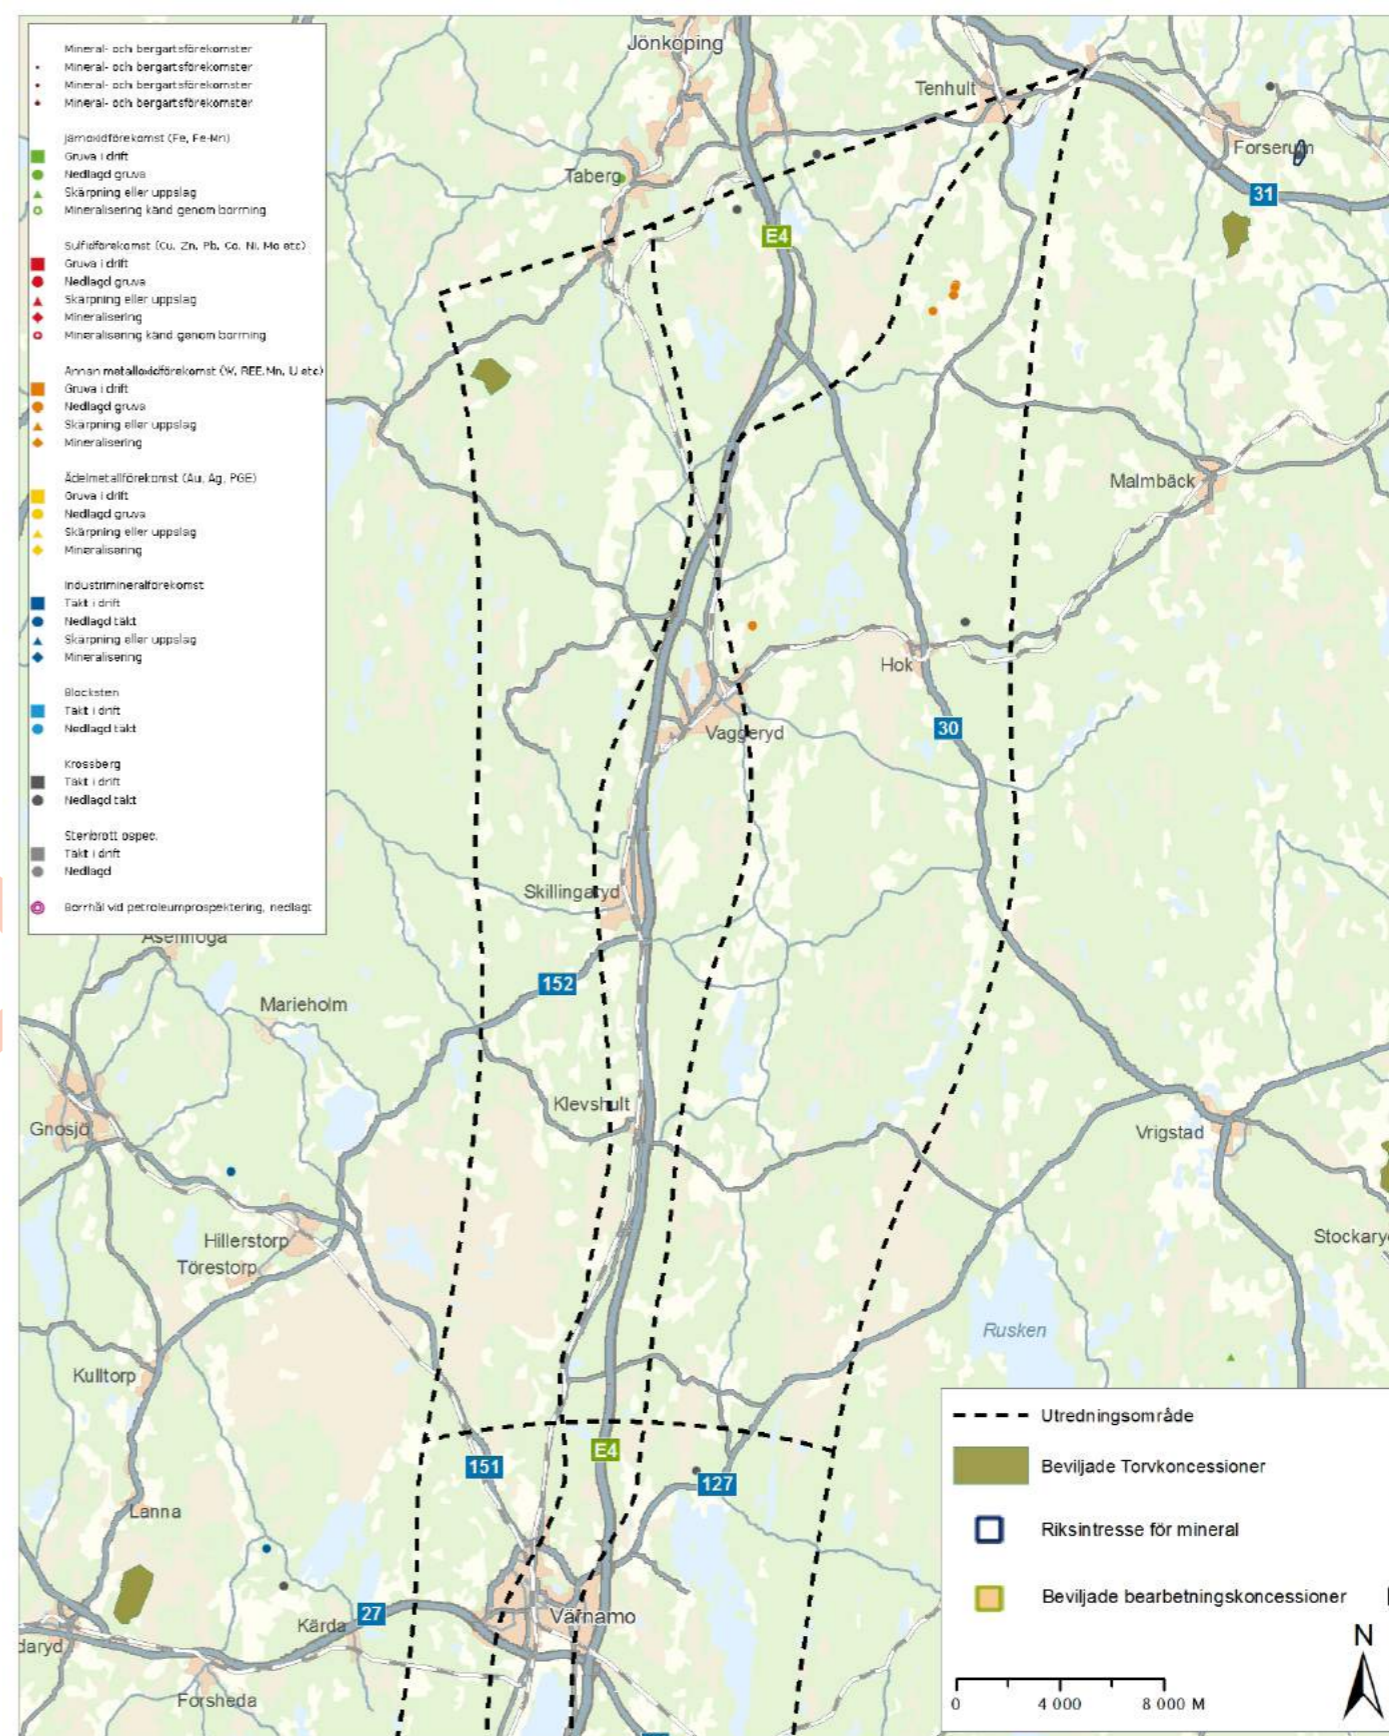 Mineral- och bergartsförekomster
Mineral- och bergartsförekomster
Mineral- och bergartsförekomster
Mineral- och bergartsförekomster
Järnoxidförekomst (Fe, Fe-Mn)
Gruva i drift
Nedlagd gruva
Skärpning eller uppslag
Mineralisering känd genom borrning
Sulfidförekomst (Cu, Zn, Pb, Co, Ni, Mo etc)
Gruva i drift
Nedlagd gruva
Skärpning eller uppslag
Mineralisering
Mineralisering känd genom borrning
Annan metalloxidförekomst (W, REE,Mn, U etc)
Gruva i drift
Nedlagd gruva
Skärpning eller uppslag
Mineralisering
Ädelmetallförekomst (Au, Ag, PGE)
Gruva i drift
Nedlagd gruva
Skärpning eller uppslag
Mineralisering
Industrimineralförekomst
Täkt i drift
Nedlagd täkt
Skärpning eller uppslag
Mineralisering
Blocksten
Täkt i drift
Nedlagd täkt
Krossberg
Täkt i drift
Nedlagd täkt
Stenbrott ospec.
Täkt i drift
Nedlagd
Borrhål vid petroleumprospektering, nedlagt
Jönköping
Tenhult
Forserum
Taberg
31
E4
Malmbäck
Hok
30
Vaggeryd
Skillingaryd
152
Marieholm
Klevshult
Gnosjö
Vrigstad
Hillerstorp
Stockary
Törestorp
Rusken
Kulltorp
E4
151
127
Lanna
27
Värnamo
Kärda
daryd
Forsheda
Utredningsområde
Beviljade Torvkoncessioner
Riksintresse för mineral
Beviljade bearbetningskoncessioner
N
0 4 000 8 000 M